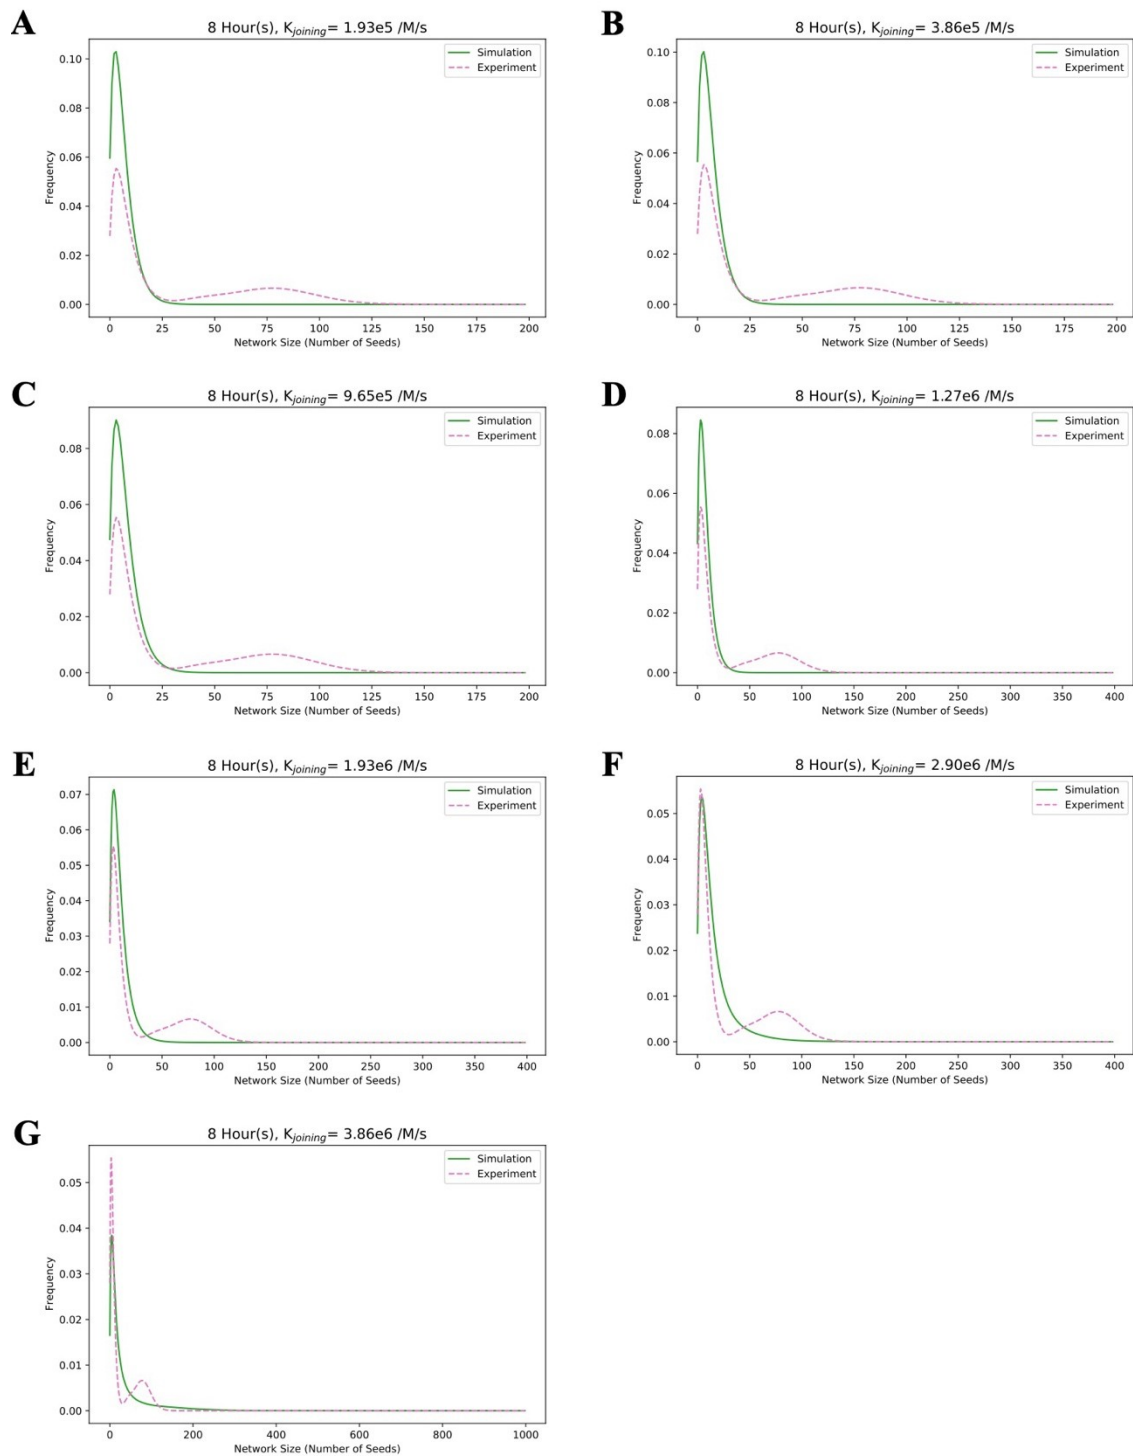 A
8 Hour(s), Kjoining= 1.93e5 /M/s
Simulation
Experiment
Frequency
0.10
0.08
0.06
0.04
0.02
0.00
0 25 50 75 100 125 150 175 200
Network Size (Number of Seeds)
B
8 Hour(s), Kjoining= 3.86e5 /M/s
Simulation
Experiment
Frequency
0.10
0.08
0.06
0.04
0.02
0.00
0 25 50 75 100 125 150 175 200
Network Size (Number of Seeds)
C
8 Hour(s), Kjoining= 9.65e5 /M/s
Simulation
Experiment
Frequency
0.08
0.06
0.04
0.02
0.00
0 25 50 75 100 125 150 175 200
Network Size (Number of Seeds)
D
8 Hour(s), Kjoining= 1.27e6 /M/s
Simulation
Experiment
Frequency
0.08
0.06
0.04
0.02
0.00
0 50 100 150 200 250 300 350 400
Network Size (Number of Seeds)
E
8 Hour(s), Kjoining= 1.93e6 /M/s
Simulation
Experiment
Frequency
0.07
0.06
0.05
0.04
0.03
0.02
0.01
0.00
0 50 100 150 200 250 300 350 400
Network Size (Number of Seeds)
F
8 Hour(s), Kjoining= 2.90e6 /M/s
Simulation
Experiment
Frequency
0.05
0.04
0.03
0.02
0.01
0.00
0 50 100 150 200 250 300 350 400
Network Size (Number of Seeds)
G
8 Hour(s), Kjoining= 3.86e6 /M/s
Simulation
Experiment
Frequency
0.05
0.04
0.03
0.02
0.01
0.00
0 200 400 600 800 1000
Network Size (Number of Seeds)